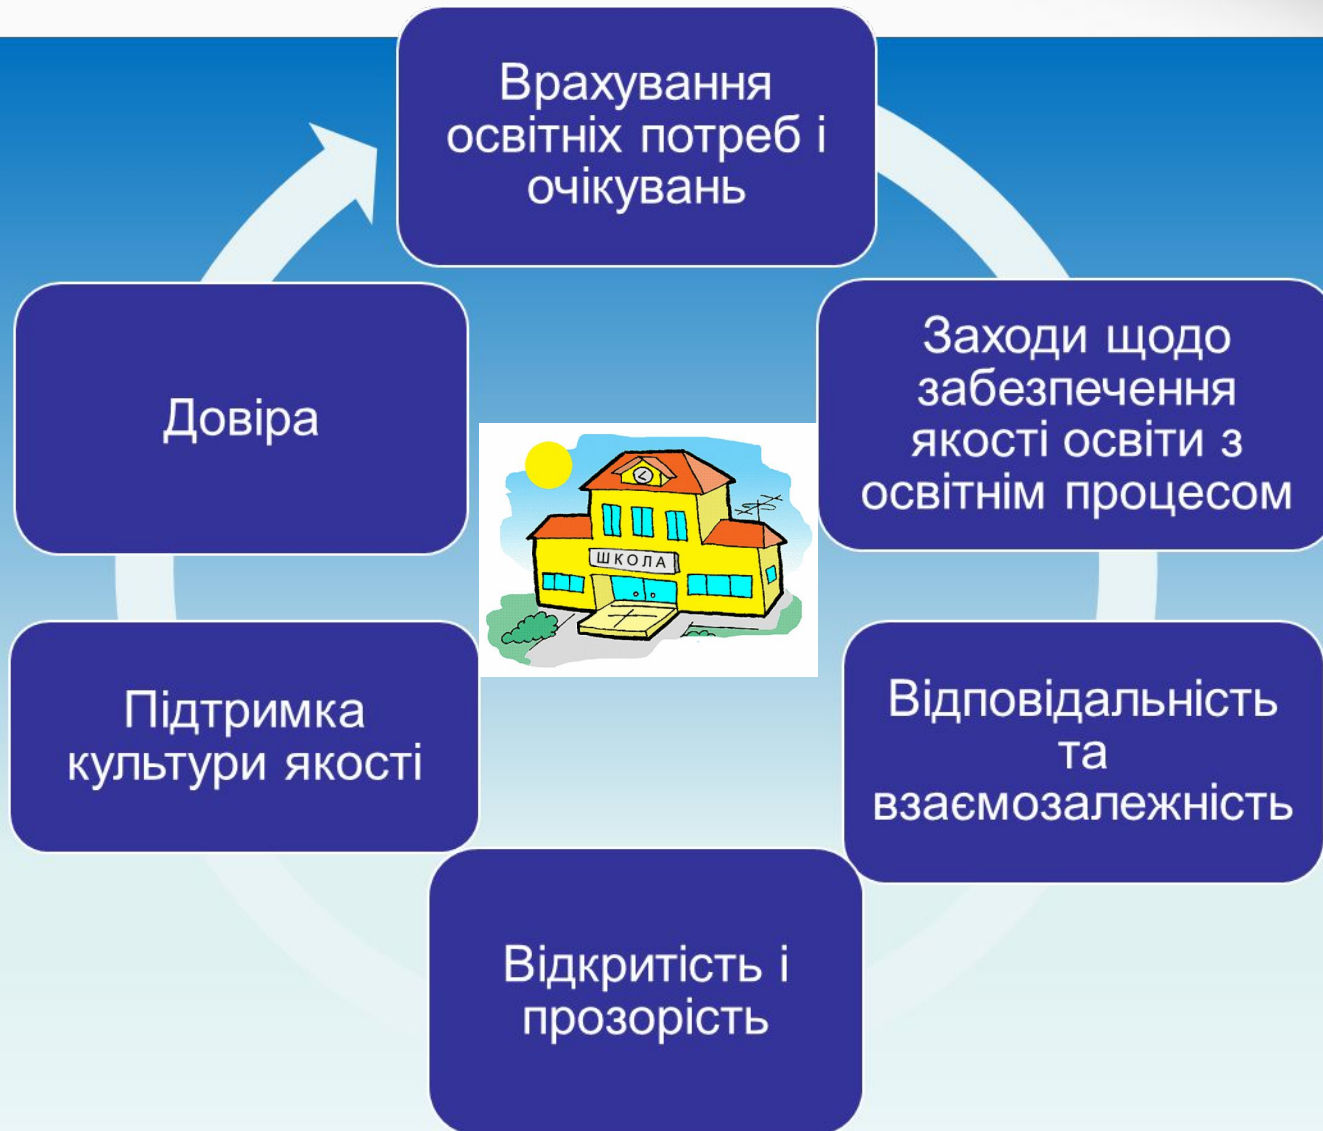 Врахування
освітніх потреб і
очікувань
Заходи щодо
забезпечення
якості освіти з
освітнім процесом
Відповідальність
та
взаємозалежність
Відкритість і
прозорість
Підтримка
культури якості
Довіра
ШКОЛА